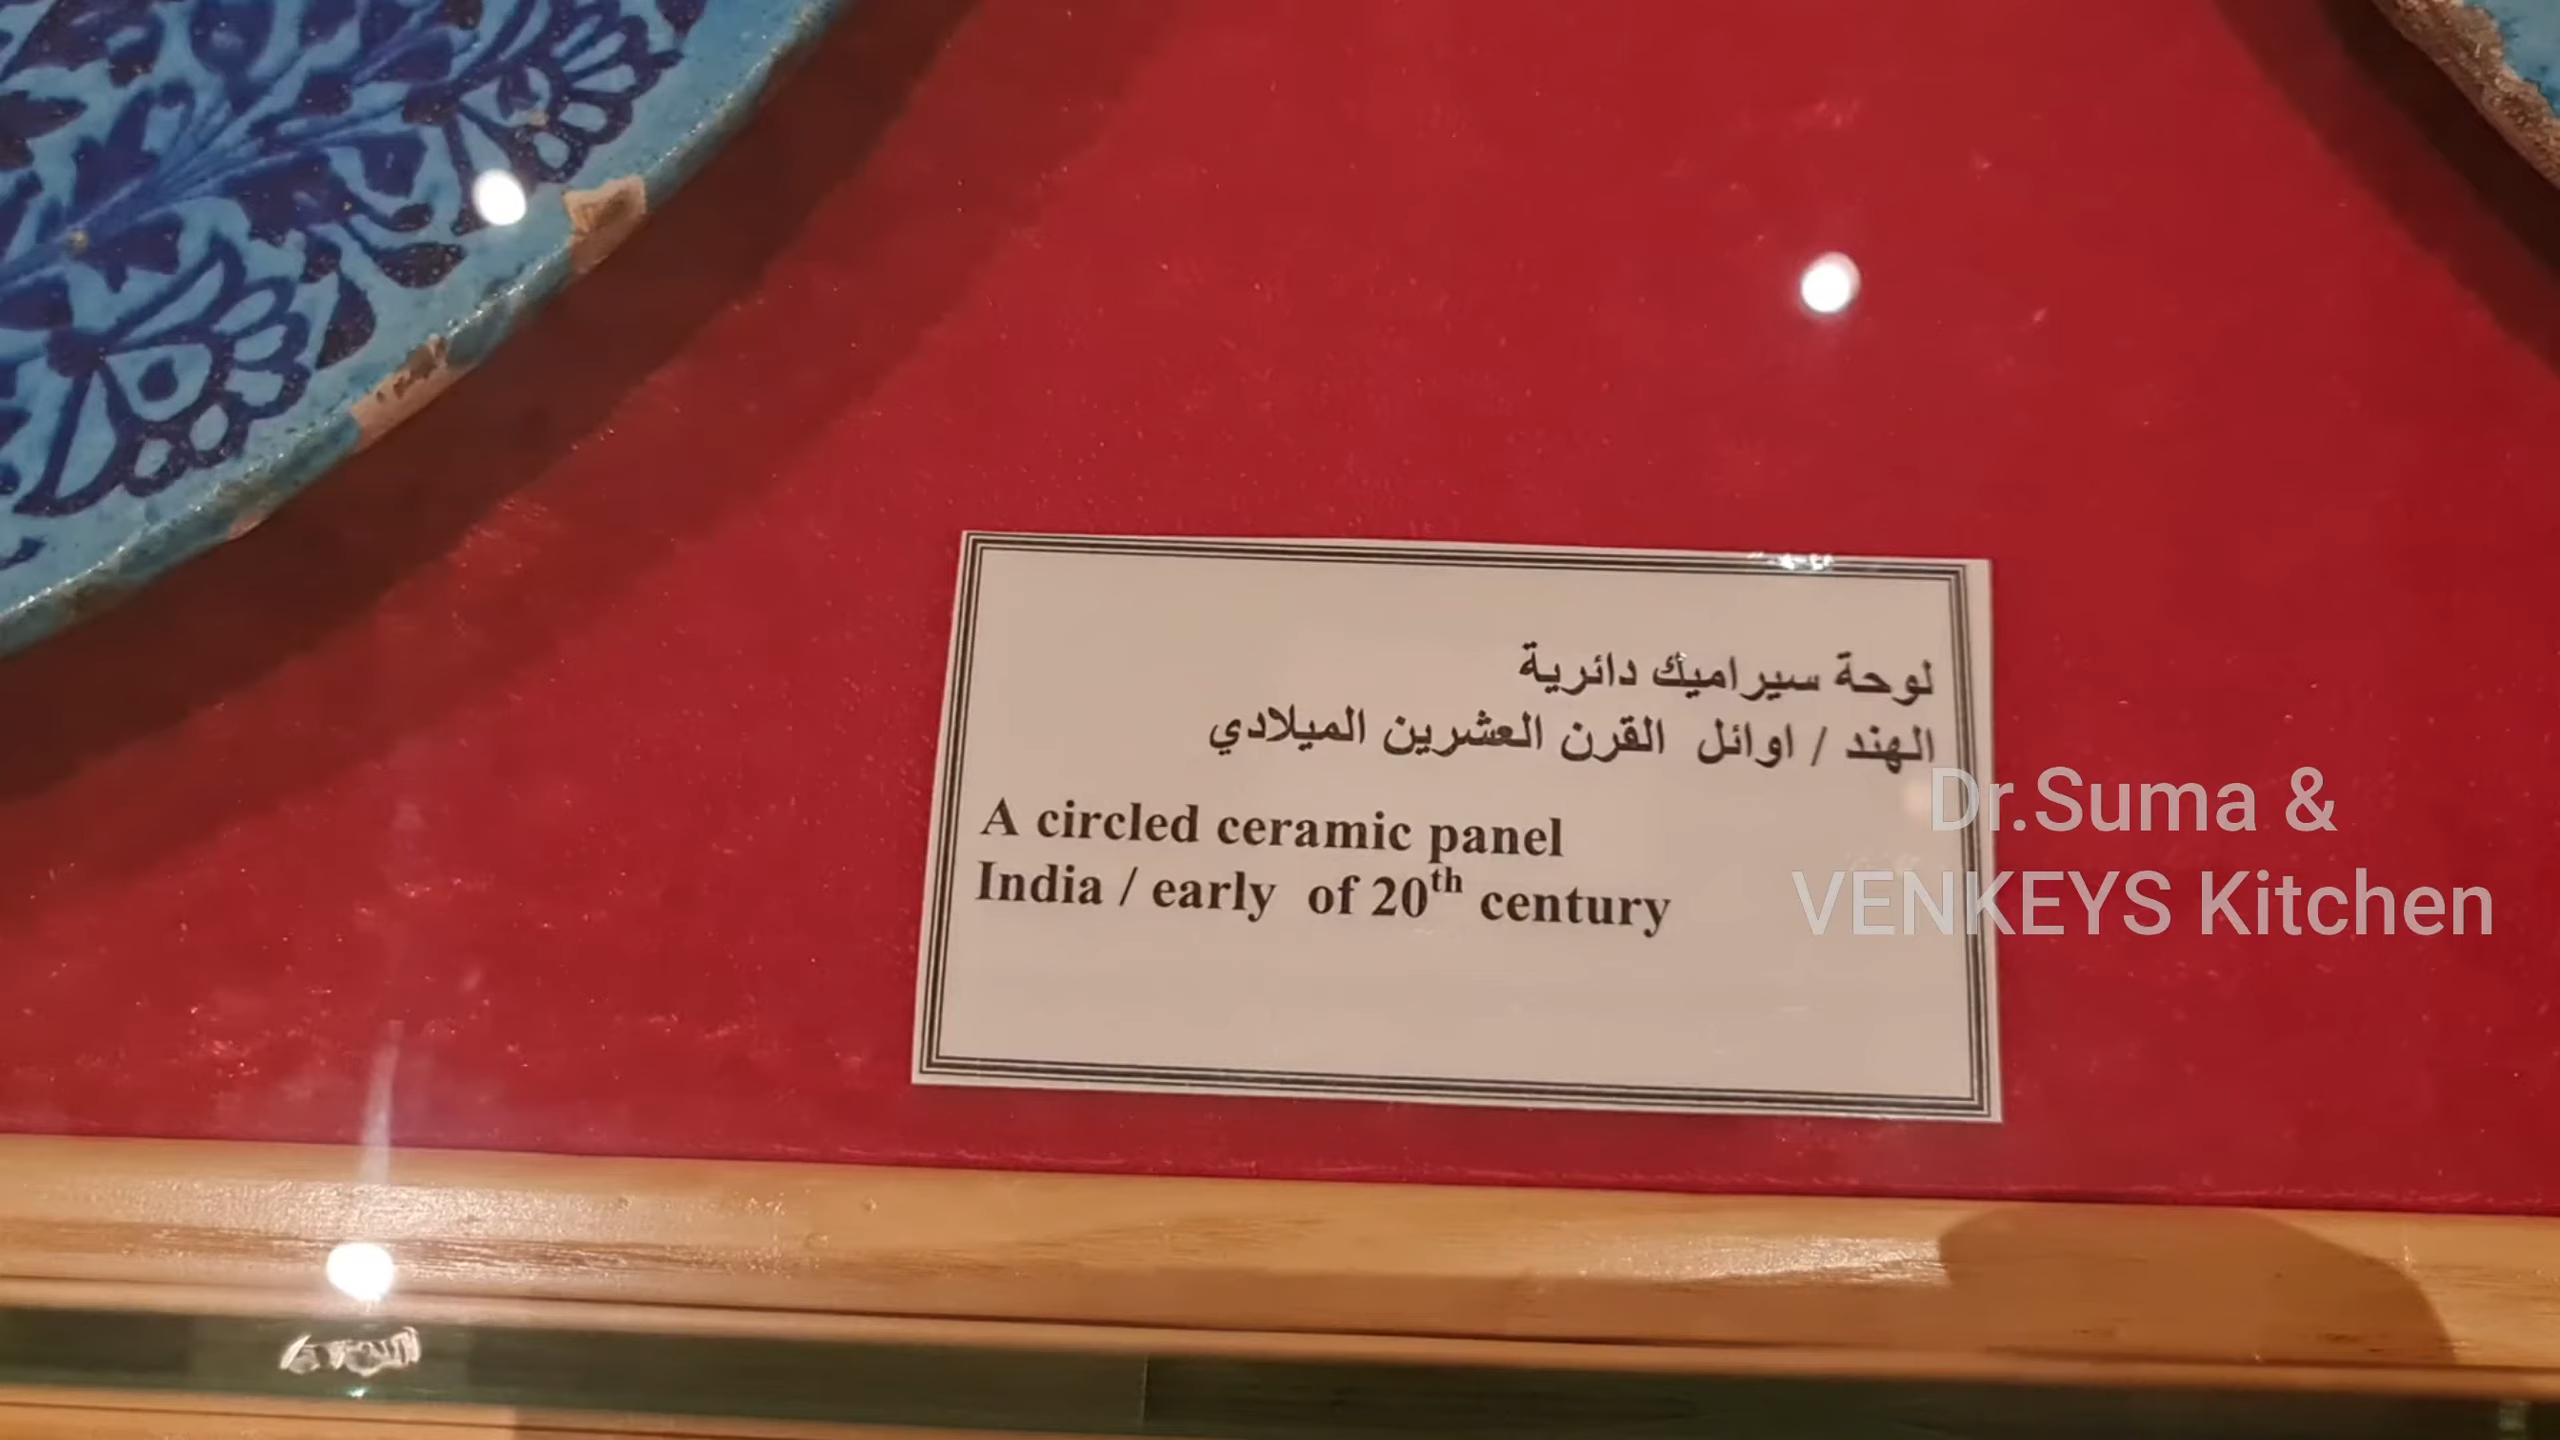 لوحة سيراميك دائرية
الهند / اوائل القرن العشرين الميلادي
A circled ceramic panel
India / early of 20th century
Dr.Suma &
VENKEYS Kitchen